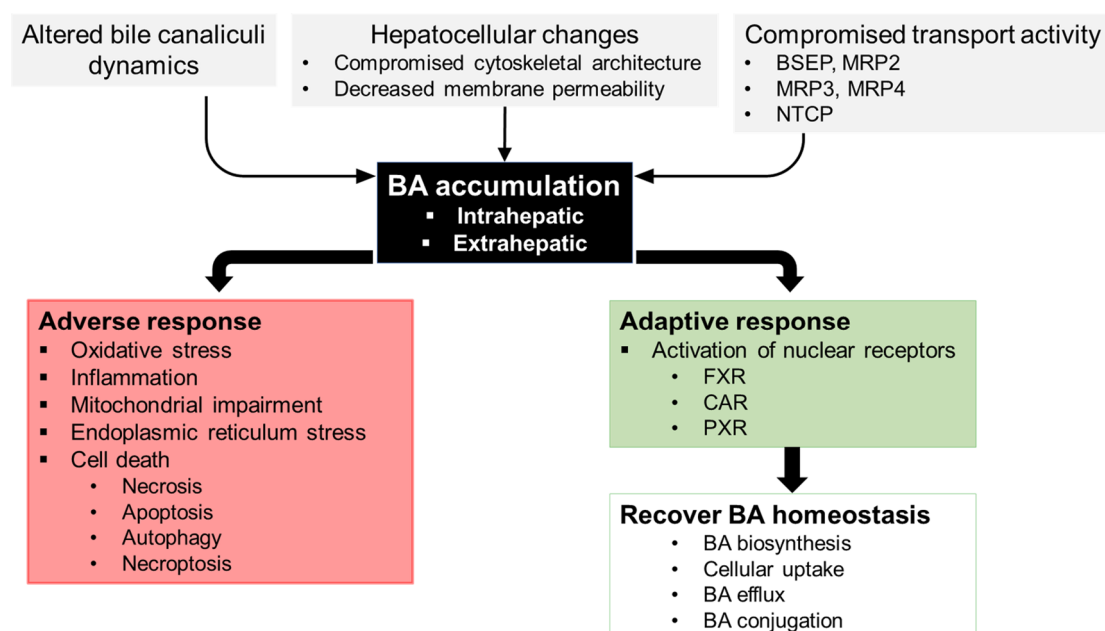 Altered bile canaliculi
dynamics
Hepatocellular changes
• Compromised cytoskeletal architecture
• Decreased membrane permeability
Compromised transport activity
• BSEP, MRP2
• MRP3, MRP4
• NTCP
BA accumulation
▪ Intrahepatic
▪ Extrahepatic
Adverse response
▪ Oxidative stress
▪ Inflammation
▪ Mitochondrial impairment
▪ Endoplasmic reticulum stress
▪ Cell death
• Necrosis
• Apoptosis
• Autophagy
• Necroptosis
Adaptive response
▪ Activation of nuclear receptors
• FXR
• CAR
• PXR
Recover BA homeostasis
• BA biosynthesis
• Cellular uptake
• BA efflux
• BA conjugation